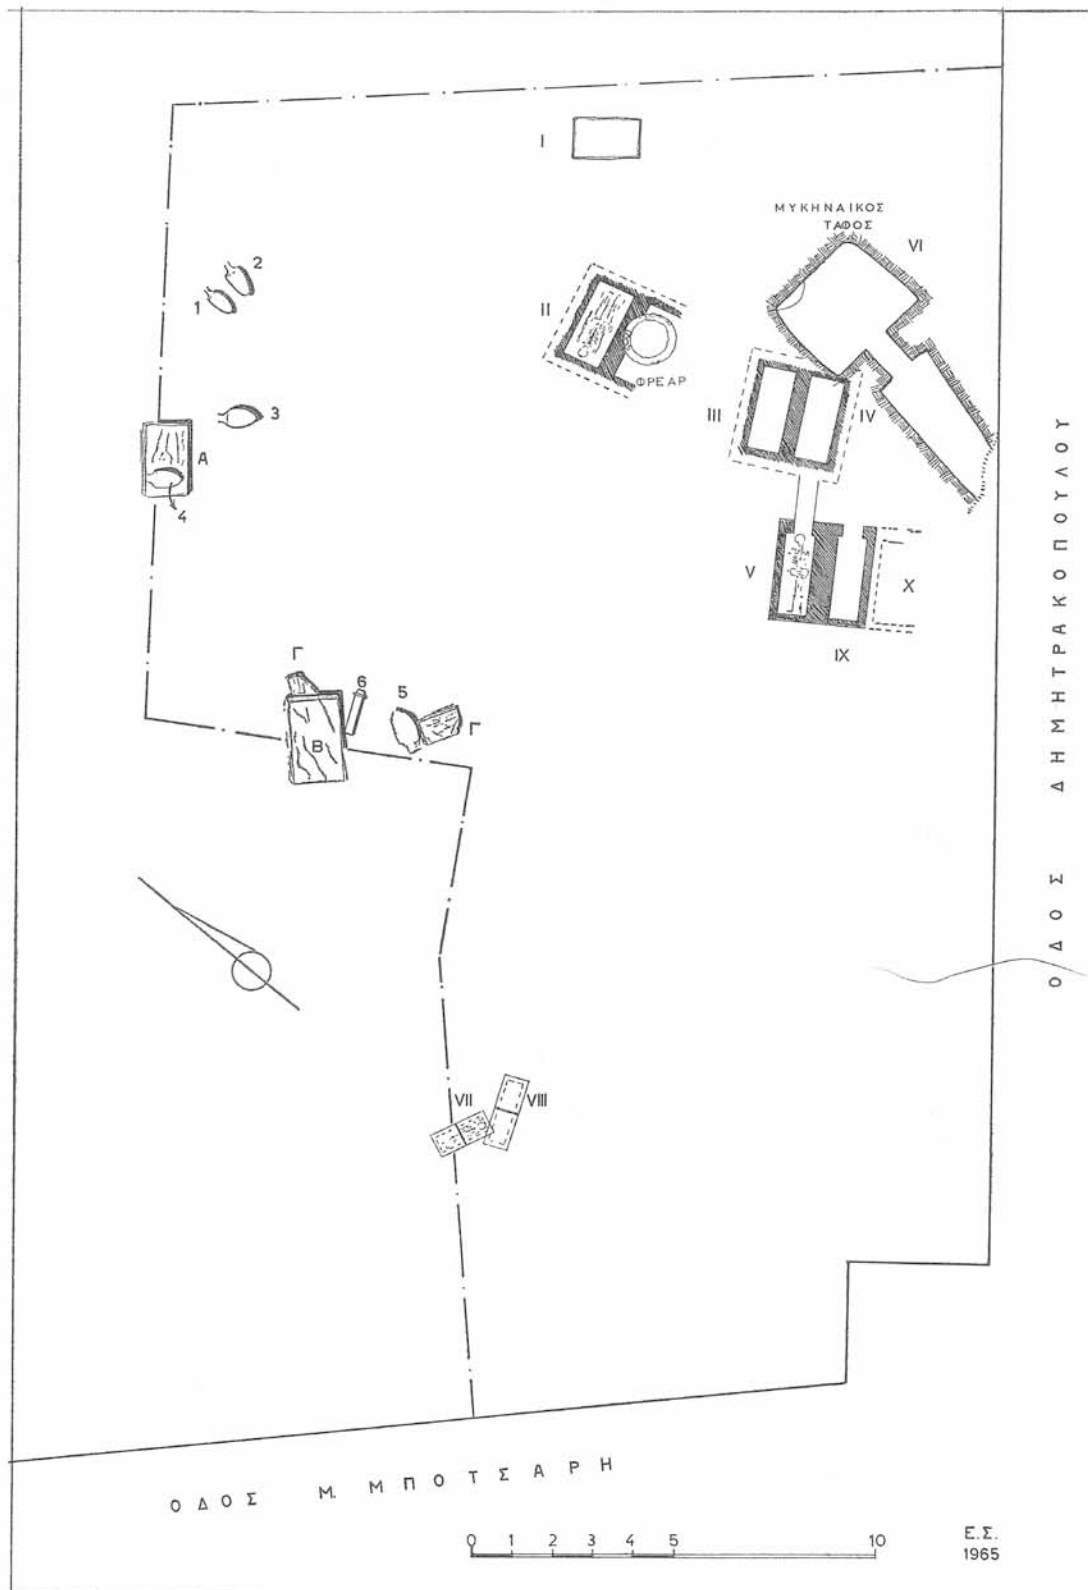 I
ΜΥΚΗΝΑΙΚΟΣ
ΤΑΦΟΣ
VI
2
1
II
ΦΡΕΑΡ
III
IV
3
A
4
V
X
IX
Γ
6
5
B
Γ
VII
VIII
ΟΔΟΣ ΔΗΜΗΤΡΑΚΟΠΟΥΛΟΥ
ΟΔΟΣ Μ. ΜΠΟΤΣΑΡΗ
0 1 2 3 4 5 10
Ε.Σ.
1965